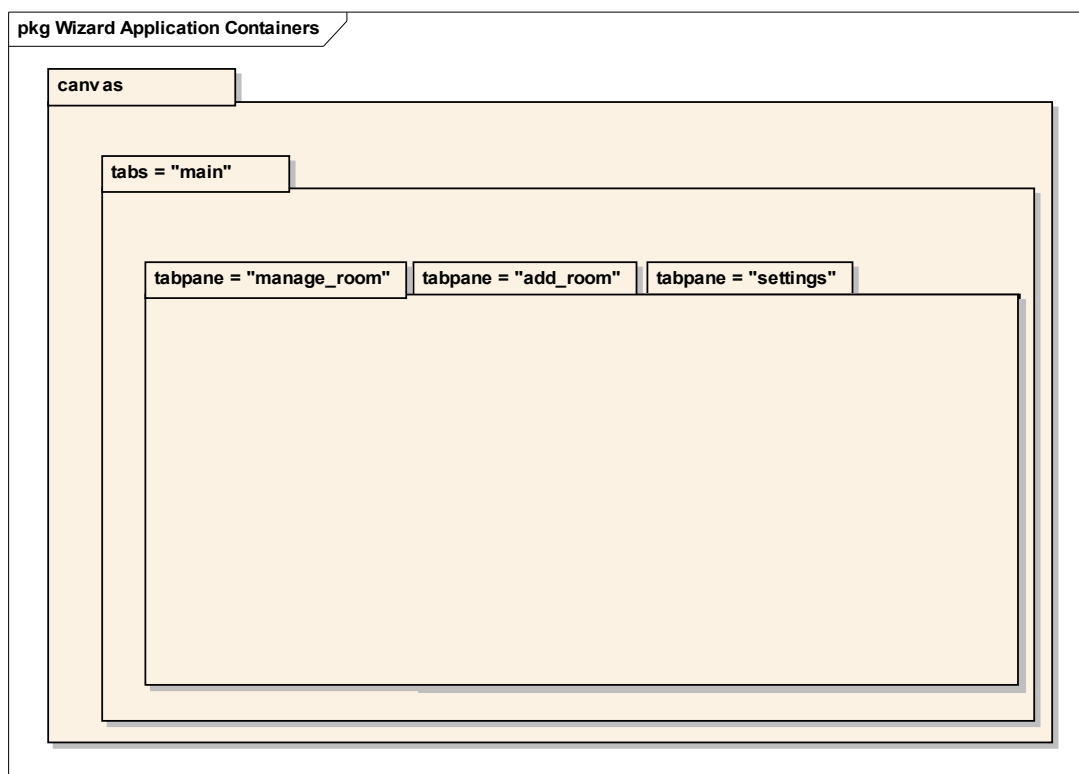 pkg Wizard Application Containers
canvas
tabs = "main"
tabpane = "manage_room" tabpane = "add_room" tabpane = "settings"